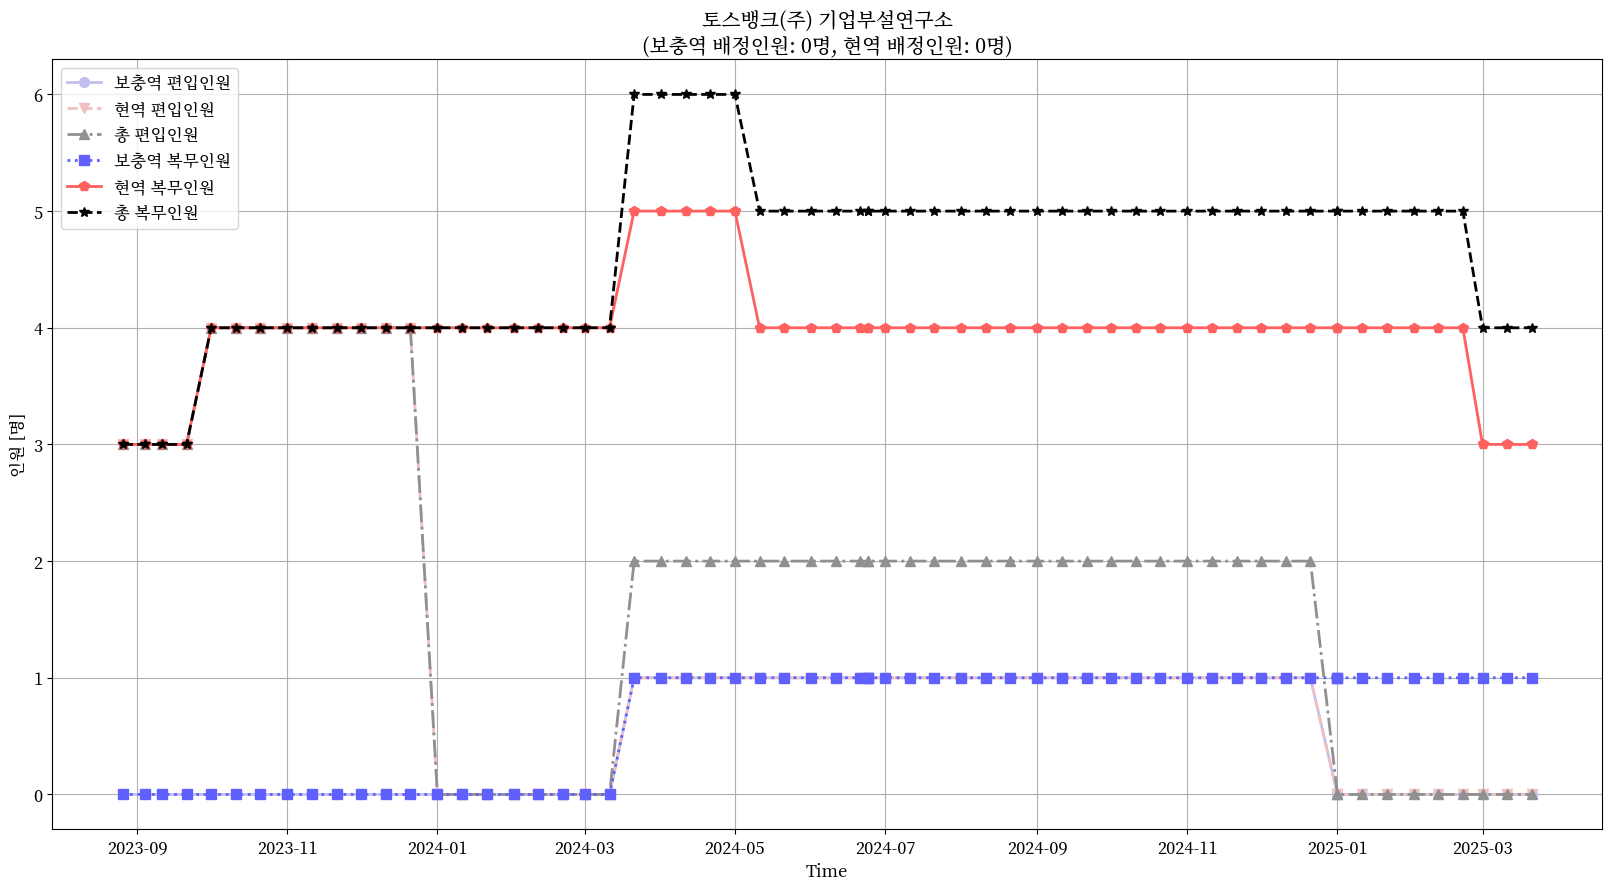 토스뱅크(주) 기업부설연구소
(보충역 배정인원: 0명, 현역 배정인원: 0명)
보충역 편입인원
현역 편입인원
총 편입인원
보충역 복무인원
현역 복무인원
총 복무인원
인원 [명]
6
5
4
3
2
1
0
2023-09
2023-11
2024-01
2024-03
2024-05
2024-07
2024-09
2024-11
2025-01
2025-03
Time